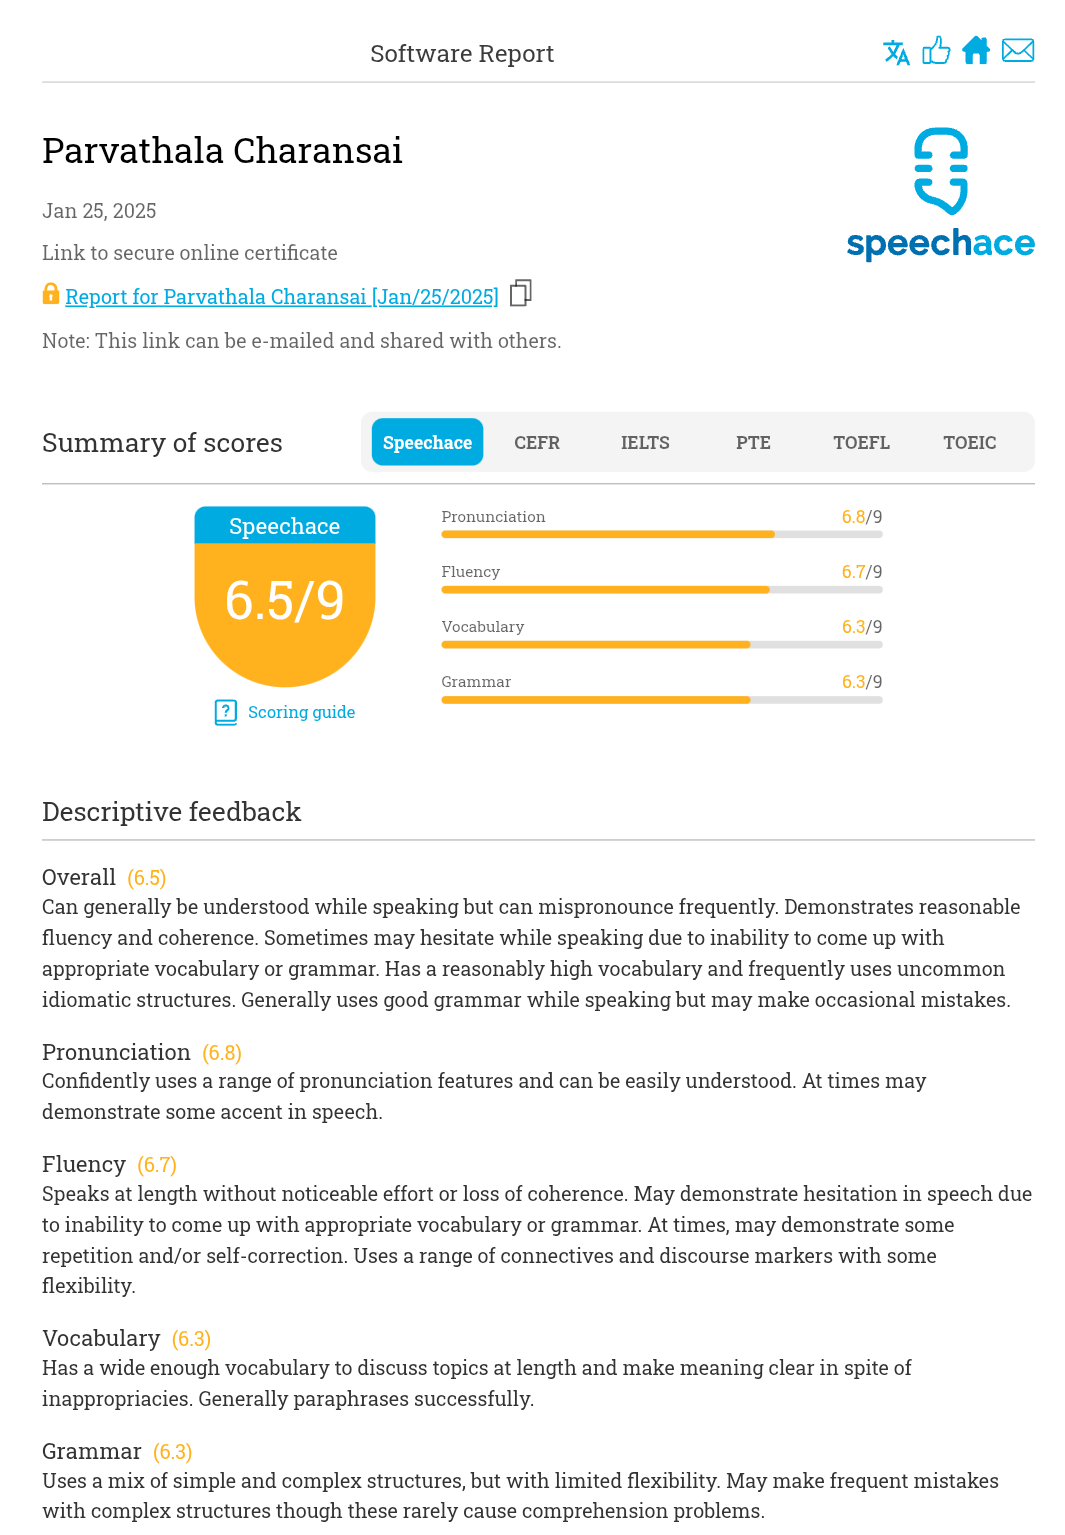 Software Report
Parvathala Charansai
Jan 25, 2025
Link to secure online certificate
Report for Parvathala Charansai [Jan/25/2025]
Note: This link can be e-mailed and shared with others.
speechace
Summary of scores
Speechace CEFR IELTS PTE TOEFL TOEIC
Speechace
6.5/9
Scoring guide
Pronunciation 6.8/9
Fluency 6.7/9
Vocabulary 6.3/9
Grammar 6.3/9
Descriptive feedback
Overall (6.5)
Can generally be understood while speaking but can mispronounce frequently. Demonstrates reasonable
fluency and coherence. Sometimes may hesitate while speaking due to inability to come up with
appropriate vocabulary or grammar. Has a reasonably high vocabulary and frequently uses uncommon
idiomatic structures. Generally uses good grammar while speaking but may make occasional mistakes.
Pronunciation (6.8)
Confidently uses a range of pronunciation features and can be easily understood. At times may
demonstrate some accent in speech.
Fluency (6.7)
Speaks at length without noticeable effort or loss of coherence. May demonstrate hesitation in speech due
to inability to come up with appropriate vocabulary or grammar. At times, may demonstrate some
repetition and/or self-correction. Uses a range of connectives and discourse markers with some
flexibility.
Vocabulary (6.3)
Has a wide enough vocabulary to discuss topics at length and make meaning clear in spite of
inappropriacies. Generally paraphrases successfully.
Grammar (6.3)
Uses a mix of simple and complex structures, but with limited flexibility. May make frequent mistakes
with complex structures though these rarely cause comprehension problems.